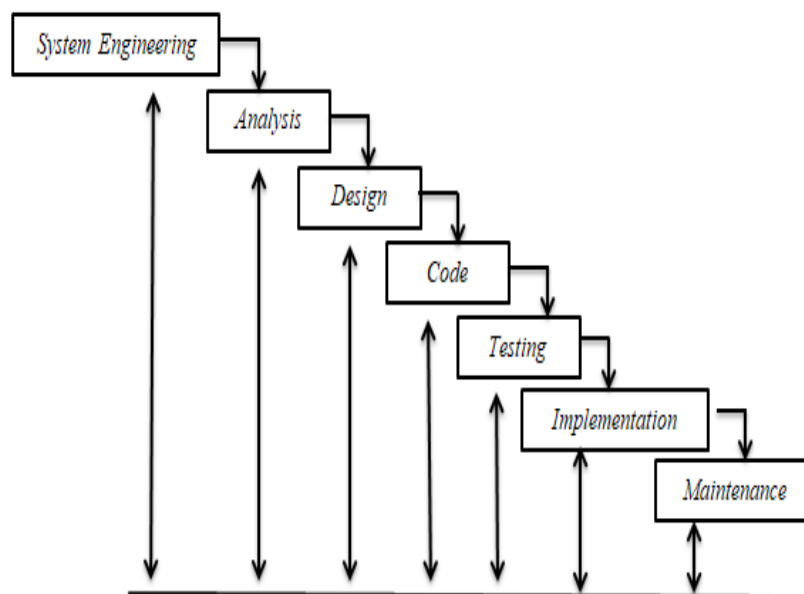 System Engineering
Analysis
Design
Code
Testing
Implementation
Maintenance